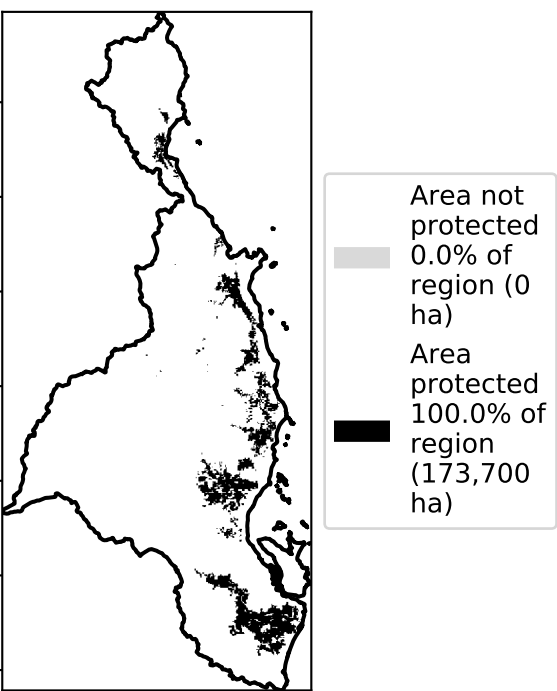 Area not
protected
0.0% of
region (0
ha)
Area
protected
100.0% of
region
(173,700
ha)